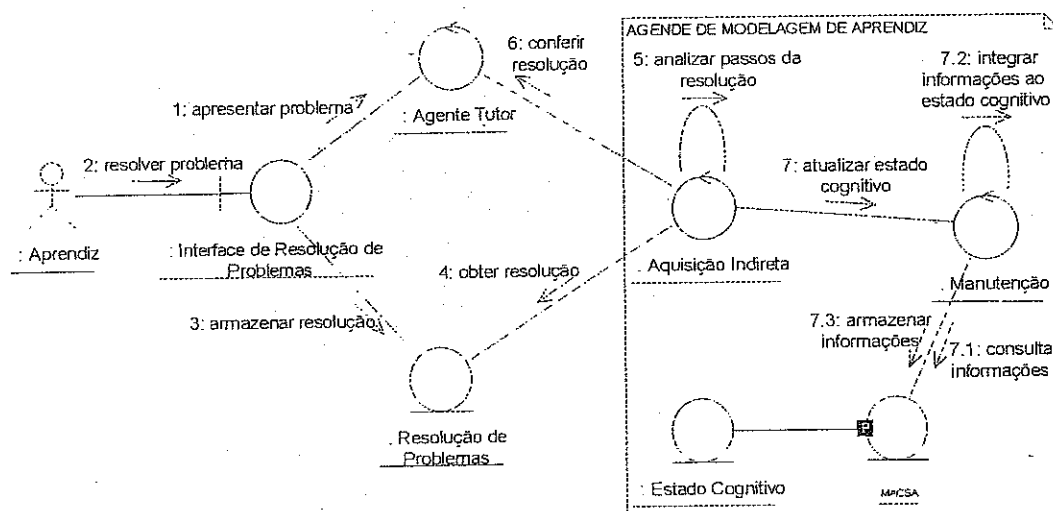 AGENDE DE MODELAGEM DE APRENDIZ
6: conferir
resolução
5: analizar passos da
resolução
7.2: integrar
informações ao
estado cognitivo
1: apresentar problema
: Agente Tutor
2: resolver problema
7: atualizar estado
cognitivo
: Aprendiz
: Interface de Resolução de
Problemas
4: obter resolução
: Aquisição Indireta
: Manutenção
3: armazenar resolução
7.3: armazenar
informações
7.1: consulta
informações
: Resolução de
Problemas
: Estado Cognitivo